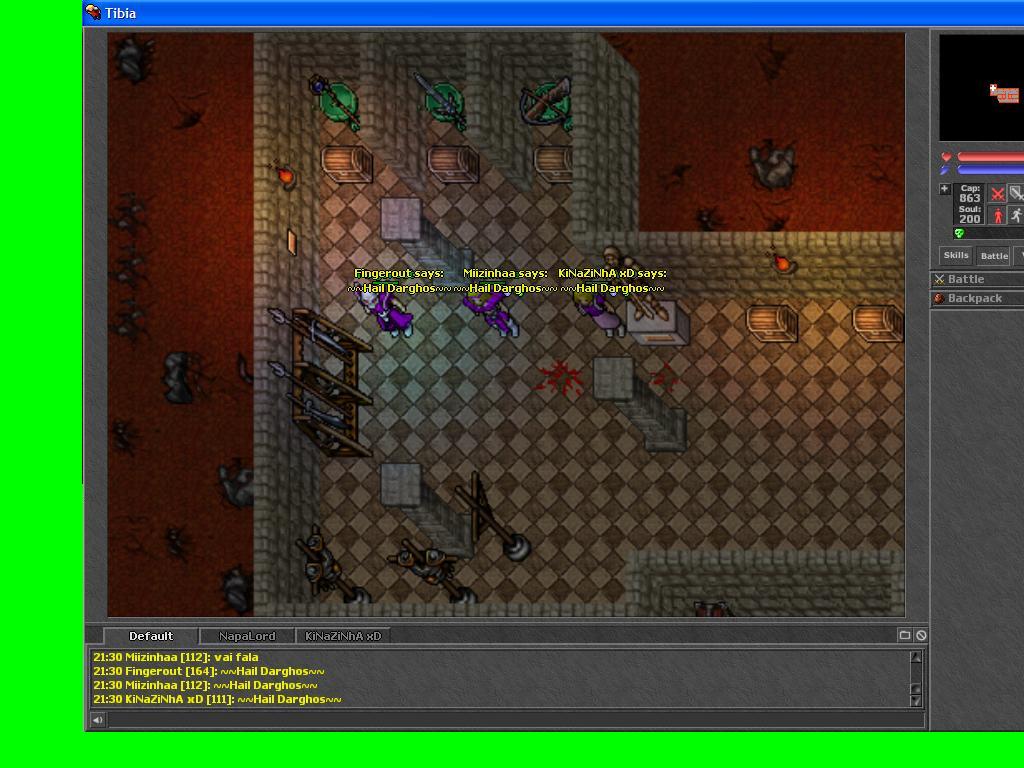 Tibia
Cap:
863
Soul:
200
Skills Battle
Battle
Backpack
Fingerout says: Miizinhaa says: KiNaZiNhA xD says:
~~Hail Darghos~~ ~~Hail Darghos~~ ~~Hail Darghos~~
Default NapaLord KiNaZiNhA xD
21:30 Miizinhaa [112]: vai fala
21:30 Fingerout [164]: ~~Hail Darghos~~
21:30 Miizinhaa [112]: ~~Hail Darghos~~
21:30 KiNaZiNhA xD [111]: ~~Hail Darghos~~